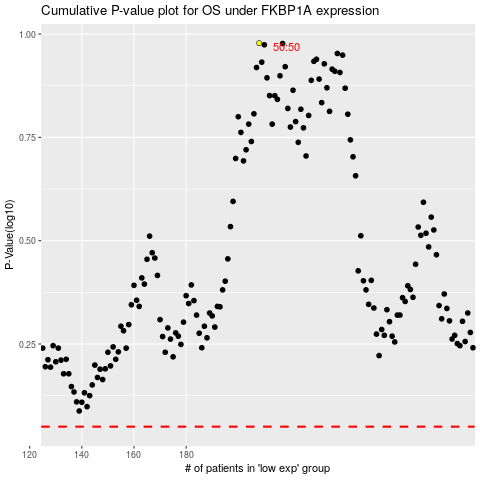 Cumulative P-value plot for OS under FKBP1A expression
1.00
50:50
0.75
P-Value(log10)
0.50
0.25
120 140 160 180
# of patients in 'low exp' group